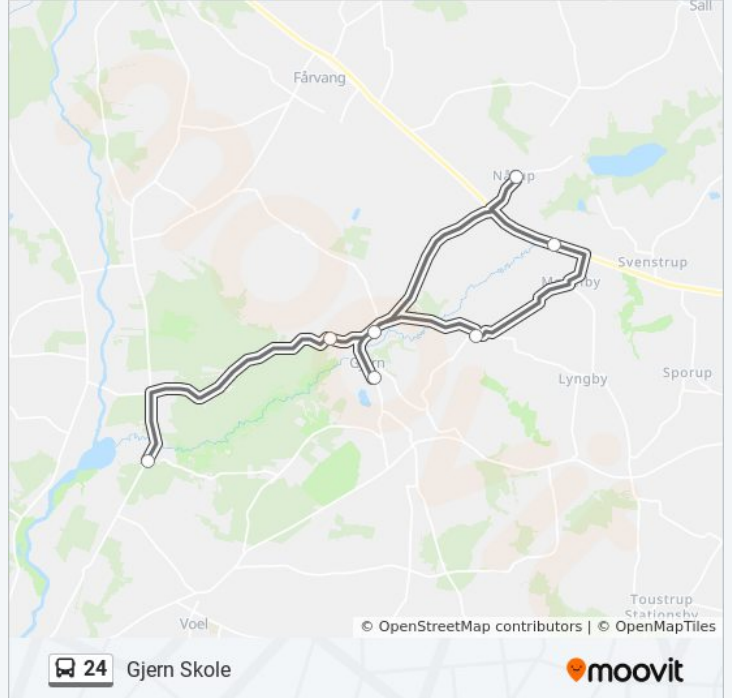 Sall
Fårvang
Svenstrup
Lyngby
Sporup
Toustrup
Stationsby
Voel
© OpenStreetMap contributors | © OpenMapTiles
24 Gjern Skole
moovit